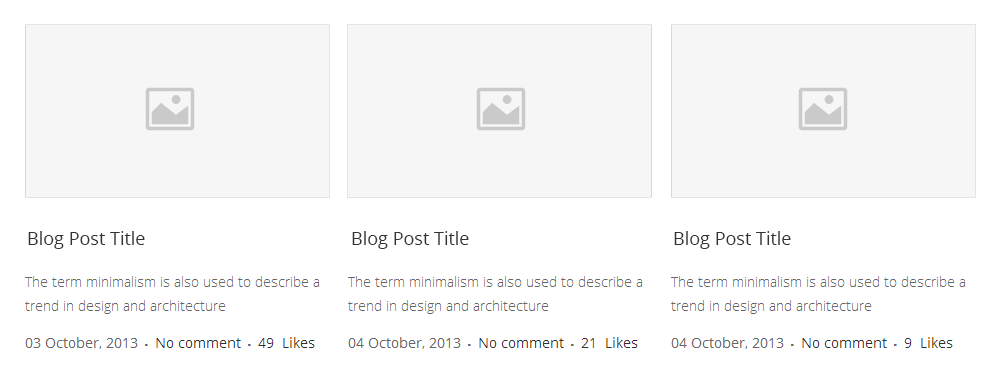 Blog Post Title
The term minimalism is also used to describe a
trend in design and architecture
03 October, 2013 - No comment - 49 Likes
Blog Post Title
The term minimalism is also used to describe a
trend in design and architecture
04 October, 2013 - No comment - 21 Likes
Blog Post Title
The term minimalism is also used to describe a
trend in design and architecture
04 October, 2013 - No comment - 9 Likes